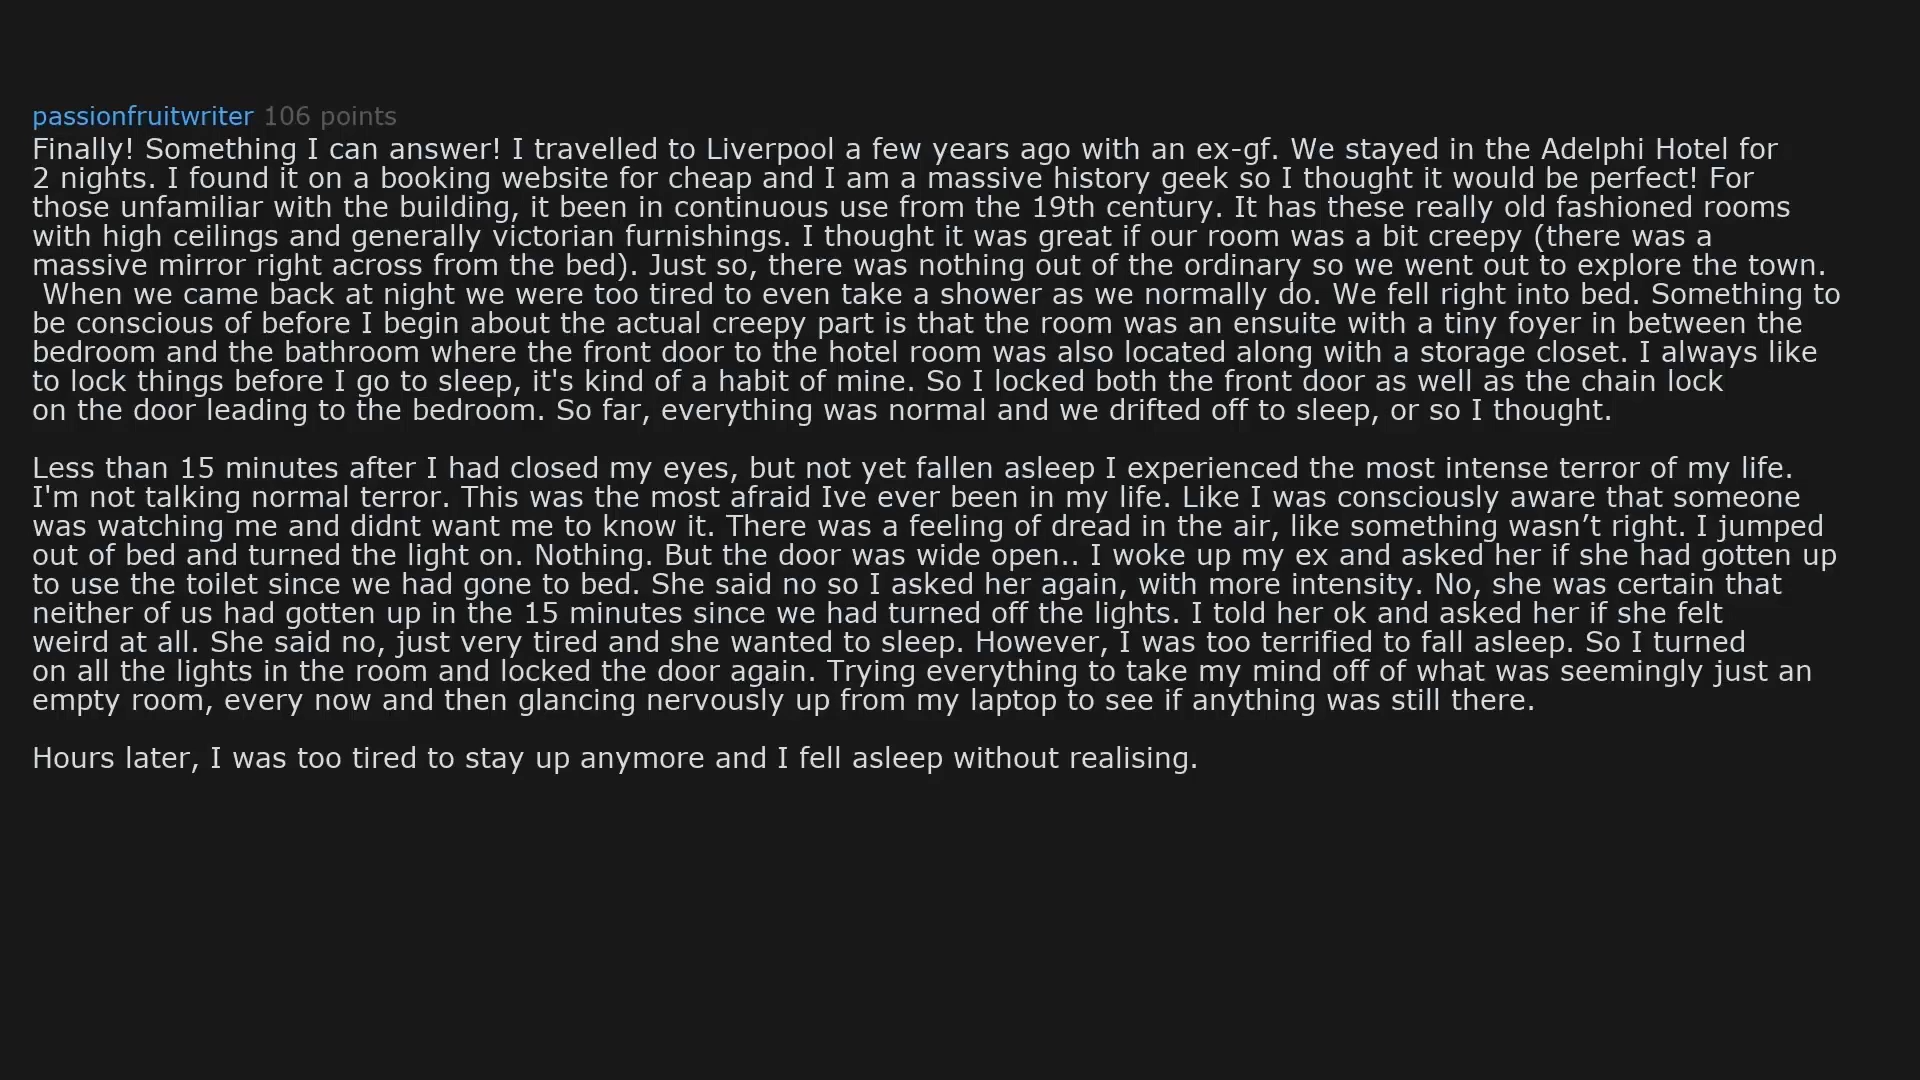 passionfruitwriter 106 points
Finally! Something I can answer! I travelled to Liverpool a few years ago with an ex-gf. We stayed in the Adelphi Hotel for
2 nights. I found it on a booking website for cheap and I am a massive history geek so I thought it would be perfect! For
those unfamiliar with the building, it been in continuous use from the 19th century. It has these really old fashioned rooms
with high ceilings and generally victorian furnishings. I thought it was great if our room was a bit creepy (there was a
massive mirror right across from the bed). Just so, there was nothing out of the ordinary so we went out to explore the town.
When we came back at night we were too tired to even take a shower as we normally do. We fell right into bed. Something to
be conscious of before I begin about the actual creepy part is that the room was an ensuite with a tiny foyer in between the
bedroom and the bathroom where the front door to the hotel room was also located along with a storage closet. I always like
to lock things before I go to sleep, it's kind of a habit of mine. So I locked both the front door as well as the chain lock
on the door leading to the bedroom. So far, everything was normal and we drifted off to sleep, or so I thought.
Less than 15 minutes after I had closed my eyes, but not yet fallen asleep I experienced the most intense terror of my life.
I'm not talking normal terror. This was the most afraid Ive ever been in my life. Like I was consciously aware that someone
was watching me and didnt want me to know it. There was a feeling of dread in the air, like something wasn’t right. I jumped
out of bed and turned the light on. Nothing. But the door was wide open.. I woke up my ex and asked her if she had gotten up
to use the toilet since we had gone to bed. She said no so I asked her again, with more intensity. No, she was certain that
neither of us had gotten up in the 15 minutes since we had turned off the lights. I told her ok and asked her if she felt
weird at all. She said no, just very tired and she wanted to sleep. However, I was too terrified to fall asleep. So I turned
on all the lights in the room and locked the door again. Trying everything to take my mind off of what was seemingly just an
empty room, every now and then glancing nervously up from my laptop to see if anything was still there.
Hours later, I was too tired to stay up anymore and I fell asleep without realising.